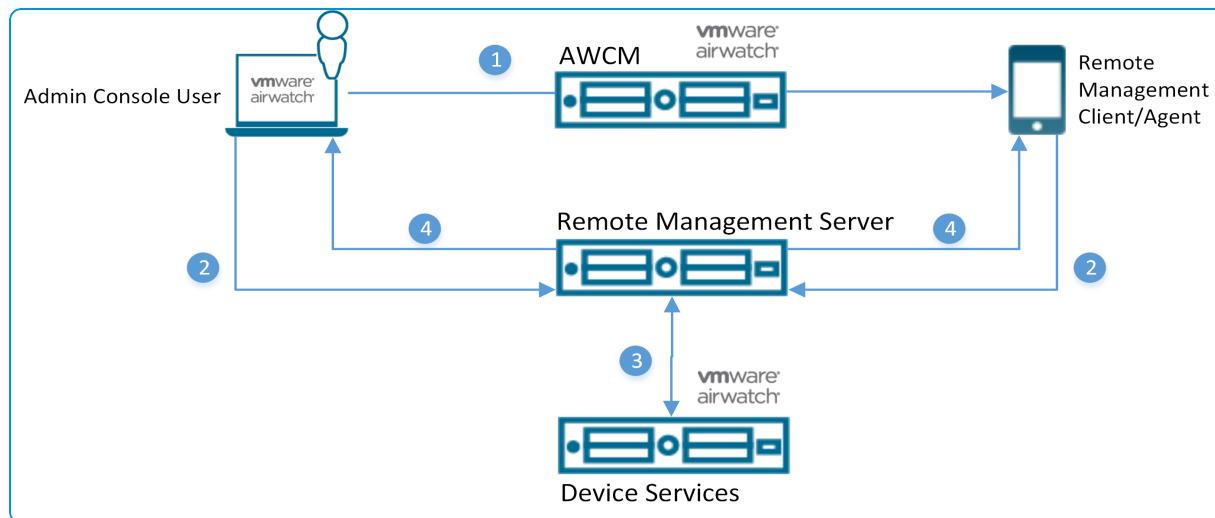 vmware®
airwatch
AWCM
1
vmware®
airwatch
Admin Console User
Remote
Management
Client/Agent
Remote Management Server
4
4
2
2
3
vmware®
airwatch
Device Services